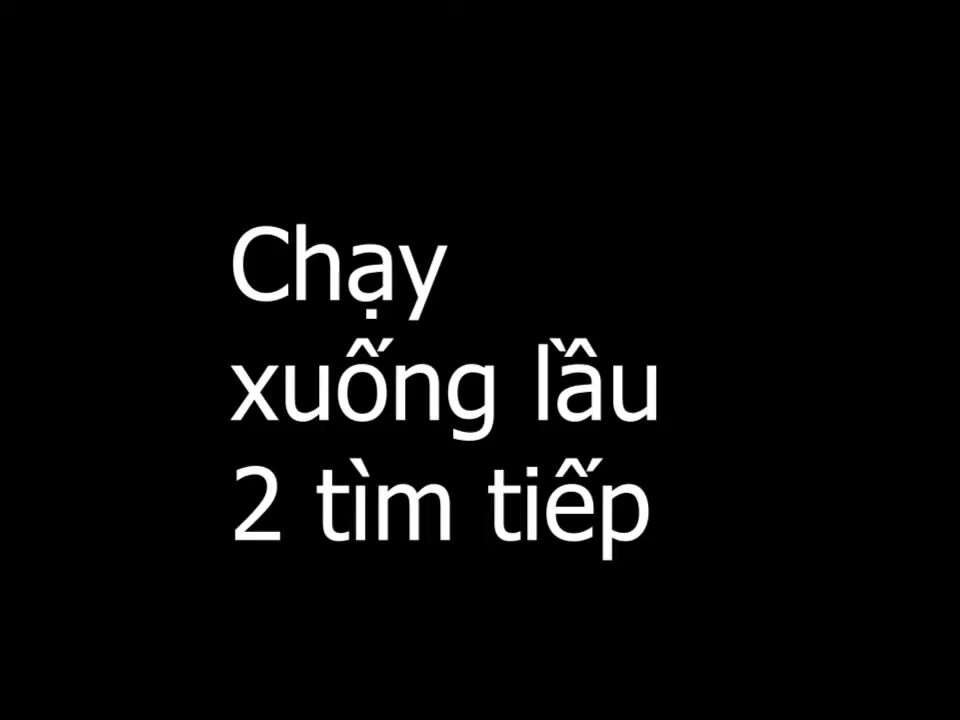 Chạy
xuống lầu
2 tìm tiếp